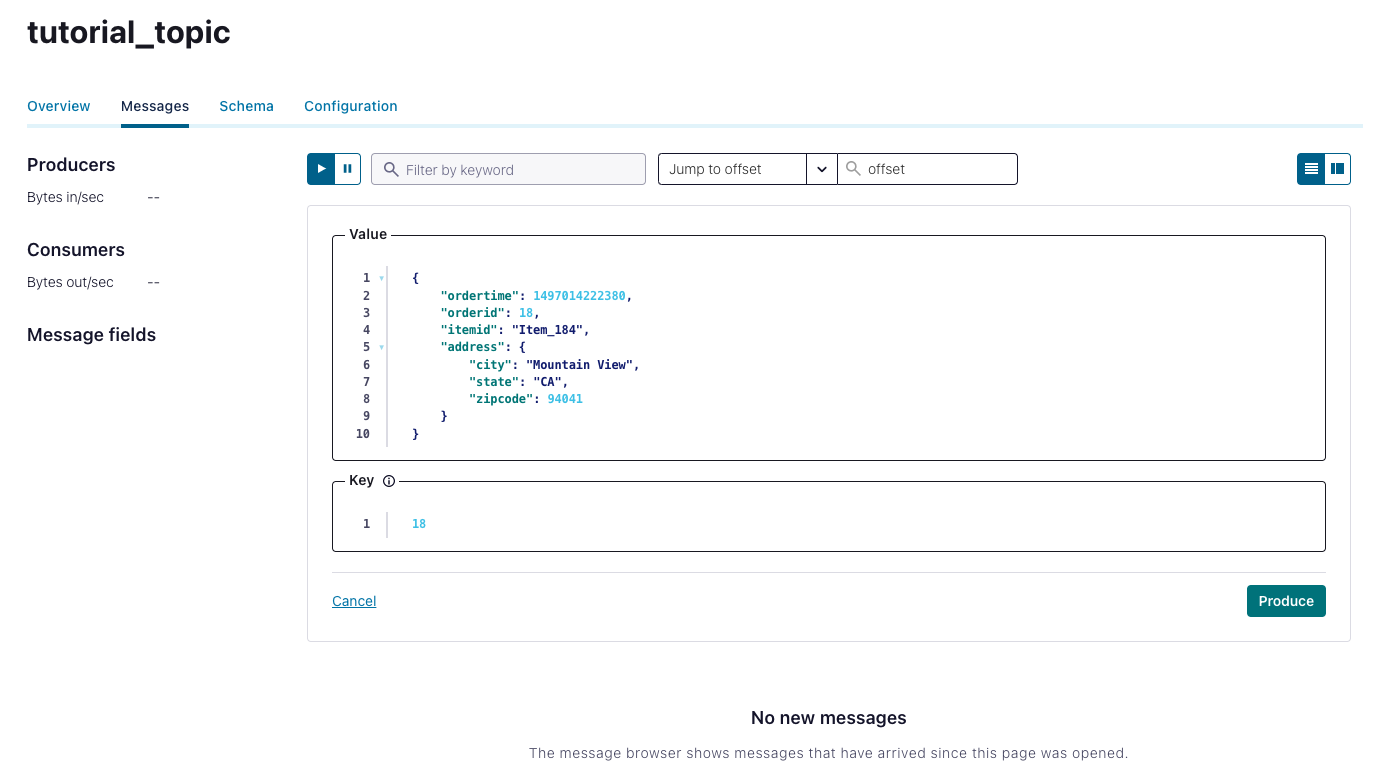 tutorial_topic
Overview Messages Schema Configuration
Producers
Bytes in/sec --
Consumers
Bytes out/sec --
Message fields
Filter by keyword Jump to offset offset
Value
1 {
2 "ordertime": 1497014222380,
3 "orderid": 18,
4 "itemid": "Item_184",
5 "address": {
6 "city": "Mountain View",
7 "state": "CA",
8 "zipcode": 94041
9 }
10 }
Key
1 18
Cancel Produce
No new messages
The message browser shows messages that have arrived since this page was opened.